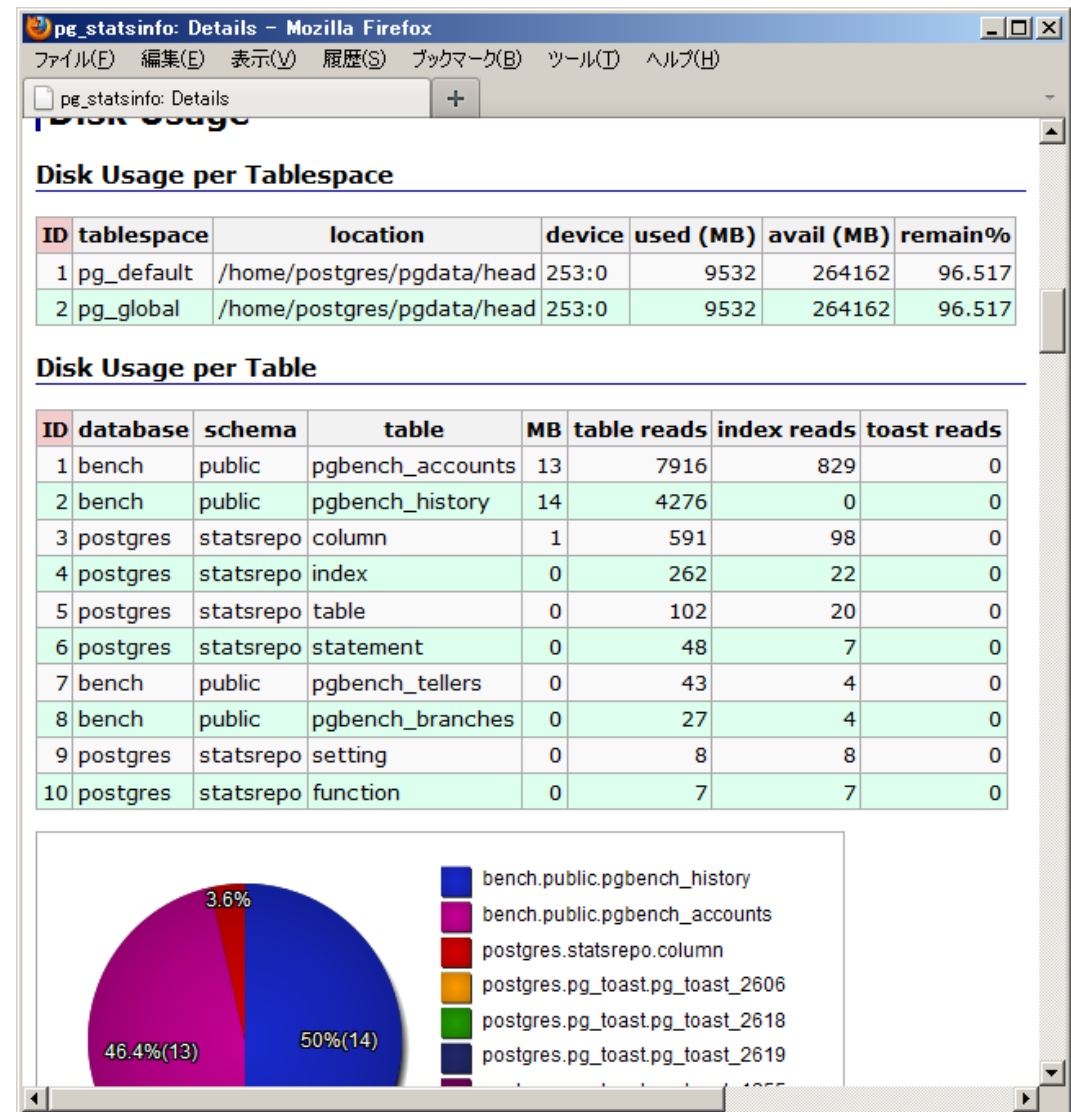 pg_statsinfo: Details - Mozilla Firefox
ファイル(F) 編集(E) 表示(V) 履歴(S) ブックマーク(B) ツール(T) ヘルプ(H)
pg_statsinfo: Details
Disk Usage
Disk Usage per Tablespace
ID tablespace location device used (MB) avail (MB) remain%
1 pg_default /home/postgres/pgdata/head 253:0 9532 264162 96.517
2 pg_global /home/postgres/pgdata/head 253:0 9532 264162 96.517
Disk Usage per Table
ID database schema table MB table reads index reads toast reads
1 bench public pgbench_accounts 13 7916 829 0
2 bench public pgbench_history 14 4276 0 0
3 postgres statsrepo column 1 591 98 0
4 postgres statsrepo index 0 262 22 0
5 postgres statsrepo table 0 102 20 0
6 postgres statsrepo statement 0 48 7 0
7 bench public pgbench_tellers 0 43 4 0
8 bench public pgbench_branches 0 27 4 0
9 postgres statsrepo setting 0 8 8 0
10 postgres statsrepo function 0 7 7 0
3.6%
46.4%(13)
50%(14)
bench.public.pgbench_history
bench.public.pgbench_accounts
postgres.statsrepo.column
postgres.pg_toast.pg_toast_2606
postgres.pg_toast.pg_toast_2618
postgres.pg_toast.pg_toast_2619